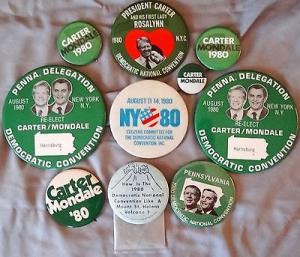 CARTER
MONDALE
1980
PRESIDENT CARTER
AND HIS FIRST LADY
ROSALYNN
1980
N.Y.C.
DEMOCRATIC NATIONAL CONVENTION
CARTER
MONDALE
1980
CARTER
MONDALE
PENNA. DELEGATION
AUGUST
1980
NEW YORK
N.Y.
RE-ELECT
CARTER/MONDALE
Harrisburg
DEMOCRATIC CONVENTION
AUGUST 11-14, 1980
NY 80
CITIZENS COMMITTEE FOR
THE DEMOCRATIC NATIONAL
CONVENTION, INC.
PENNA. DELEGATION
AUGUST
1980
NEW YORK
N.Y.
RE-ELECT
CARTER/MONDALE
Harrisburg
DEMOCRATIC CONVENTION
Carter
Mondale
'80
How Is The
1980
Democratic National
Convention Like A
Mount St. Helens
Volcano?
PENNSYLVANIA
DEMOCRATIC NATIONAL CONVENTION